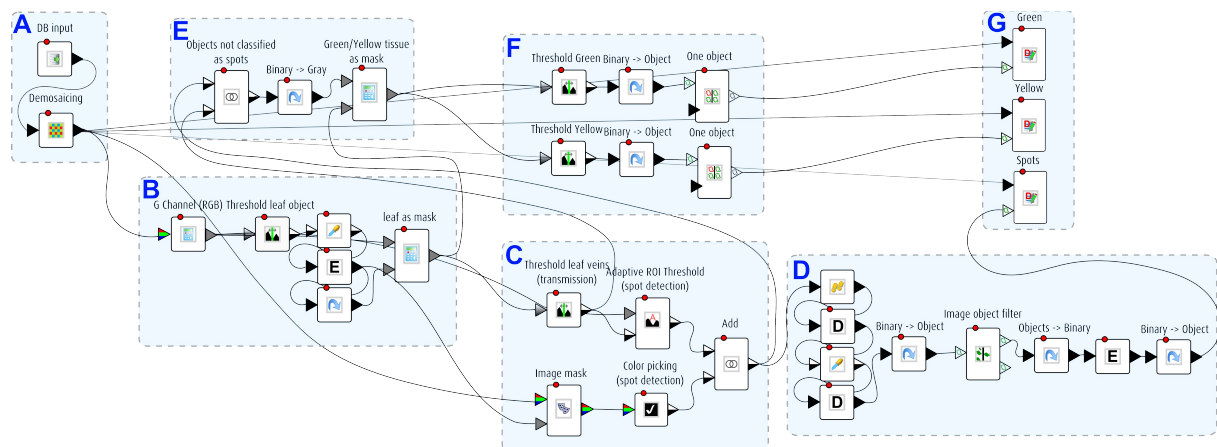 A
DB input
Demosaicing
E
Objects not classified
as spots
Binary -> Gray
Green/Yellow tissue
as mask
F
Threshold Green
Binary -> Object
One object
Threshold Yellow
Binary -> Object
One object
G
Green
Yellow
Spots
B
G Channel (RGB)
Threshold leaf object
E
leaf as mask
C
Threshold leaf veins
(transmission)
Adaptive ROI Threshold
(spot detection)
Add
Image mask
Color picking
(spot detection)
D
D
D
Binary -> Object
Image object filter
Objects -> Binary
E
Binary -> Object